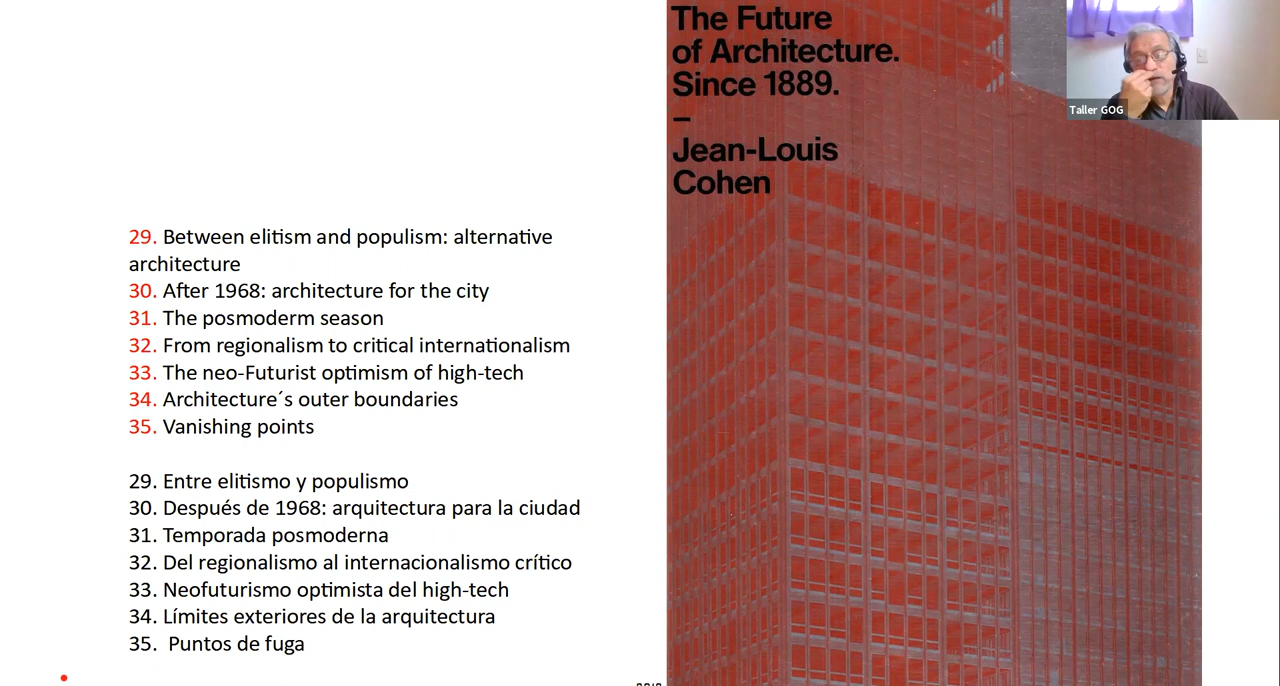 29. Between elitism and populism: alternative
architecture
30. After 1968: architecture for the city
31. The posmoderm season
32. From regionalism to critical internationalism
33. The neo-Futurist optimism of high-tech
34. Architecture´s outer boundaries
35. Vanishing points
29. Entre elitismo y populismo
30. Después de 1968: arquitectura para la ciudad
31. Temporada posmoderna
32. Del regionalismo al internacionalismo crítico
33. Neofuturismo optimista del high-tech
34. Límites exteriores de la arquitectura
35. Puntos de fuga
The Future
of Architecture.
Since 1889.
–
Jean-Louis
Cohen
Taller GOG